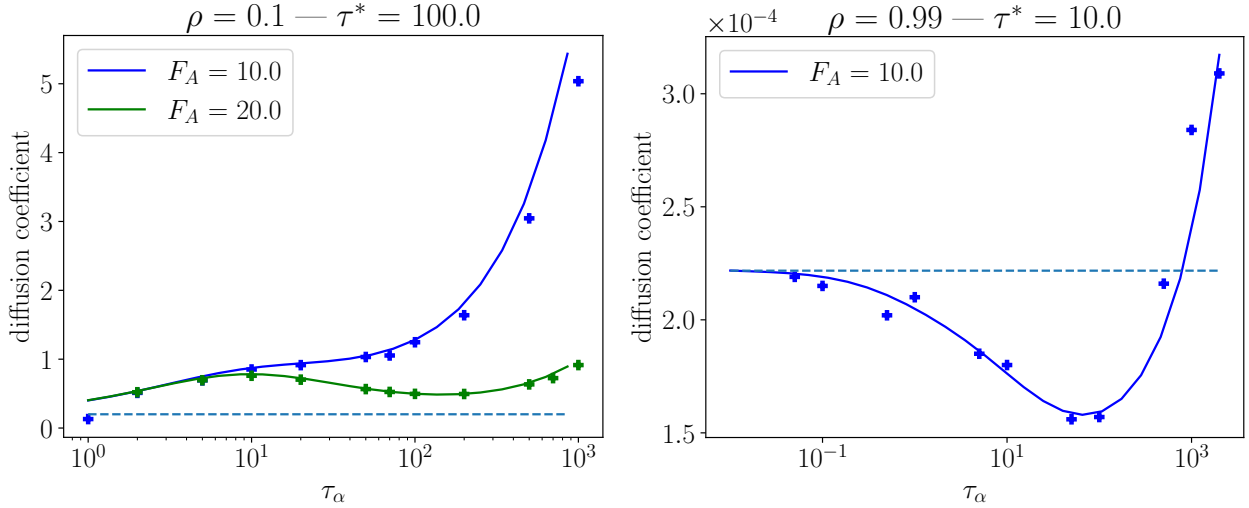 ρ = 0.1 — τ* = 100.0
F_A = 10.0
F_A = 20.0
diffusion coefficient
5
4
3
2
1
0
10^0
10^1
10^2
10^3
τ_α
×10^−4
ρ = 0.99 — τ* = 10.0
F_A = 10.0
diffusion coefficient
3.0
2.5
2.0
1.5
10^−1
10^1
10^3
τ_α